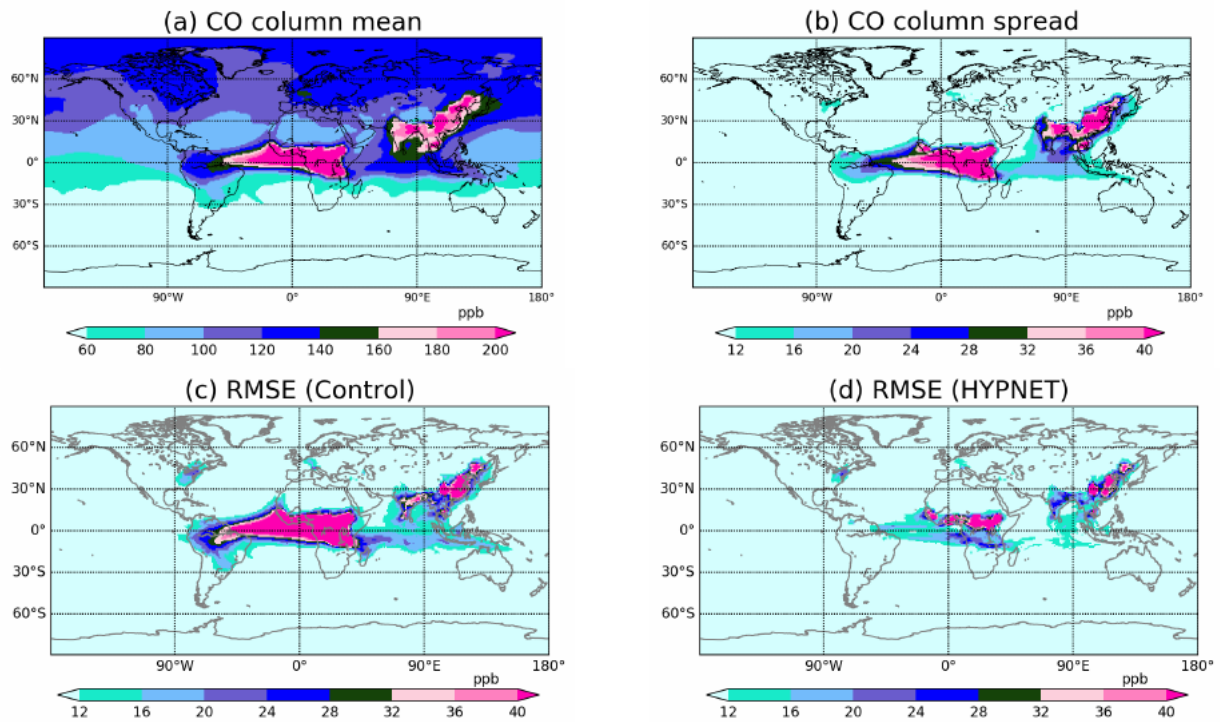 (a) CO column mean
60°N
30°N
0°
30°S
60°S
90°W 0° 90°E 180°
ppb
60 80 100 120 140 160 180 200
(b) CO column spread
60°N
30°N
0°
30°S
60°S
90°W 0° 90°E 180°
ppb
12 16 20 24 28 32 36 40
(c) RMSE (Control)
60°N
30°N
0°
30°S
60°S
90°W 0° 90°E 180°
ppb
12 16 20 24 28 32 36 40
(d) RMSE (HYPNET)
60°N
30°N
0°
30°S
60°S
90°W 0° 90°E 180°
ppb
12 16 20 24 28 32 36 40